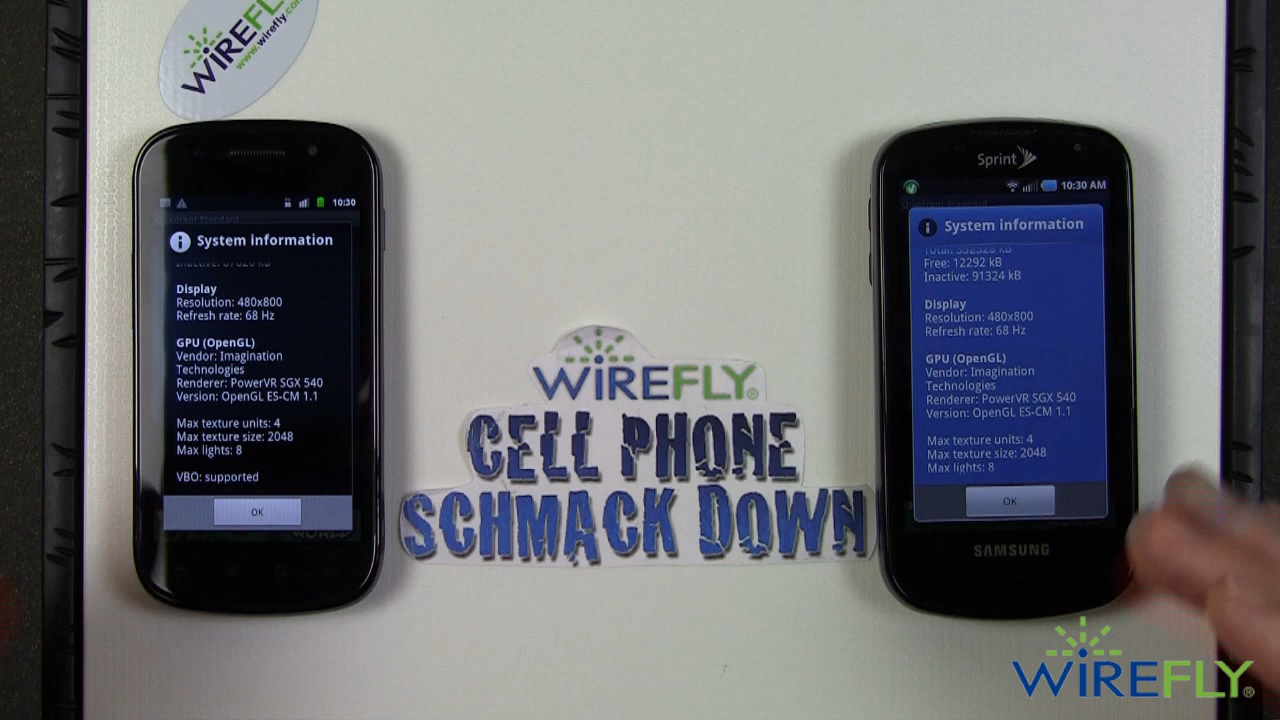 WiREFLY
www.wirefly.com
10:30
Quadrant Standard
System information
Display
Resolution: 480x800
Refresh rate: 68 Hz
GPU (OpenGL)
Vendor: Imagination
Technologies
Renderer: PowerVR SGX 540
Version: OpenGL ES-CM 1.1
Max texture units: 4
Max texture size: 2048
Max lights: 8
VBO: supported
OK
WORLD
WiREFLY®
CELL PHONE
SCHMACK DOWN
Sprint
10:30 AM
Quadrant Standard
System information
Free: 12292 kB
Inactive: 91324 kB
Display
Resolution: 480x800
Refresh rate: 68 Hz
GPU (OpenGL)
Vendor: Imagination
Technologies
Renderer: PowerVR SGX 540
Version: OpenGL ES-CM 1.1
Max texture units: 4
Max texture size: 2048
Max lights: 8
OK
SAMSUNG
WiREFLY®